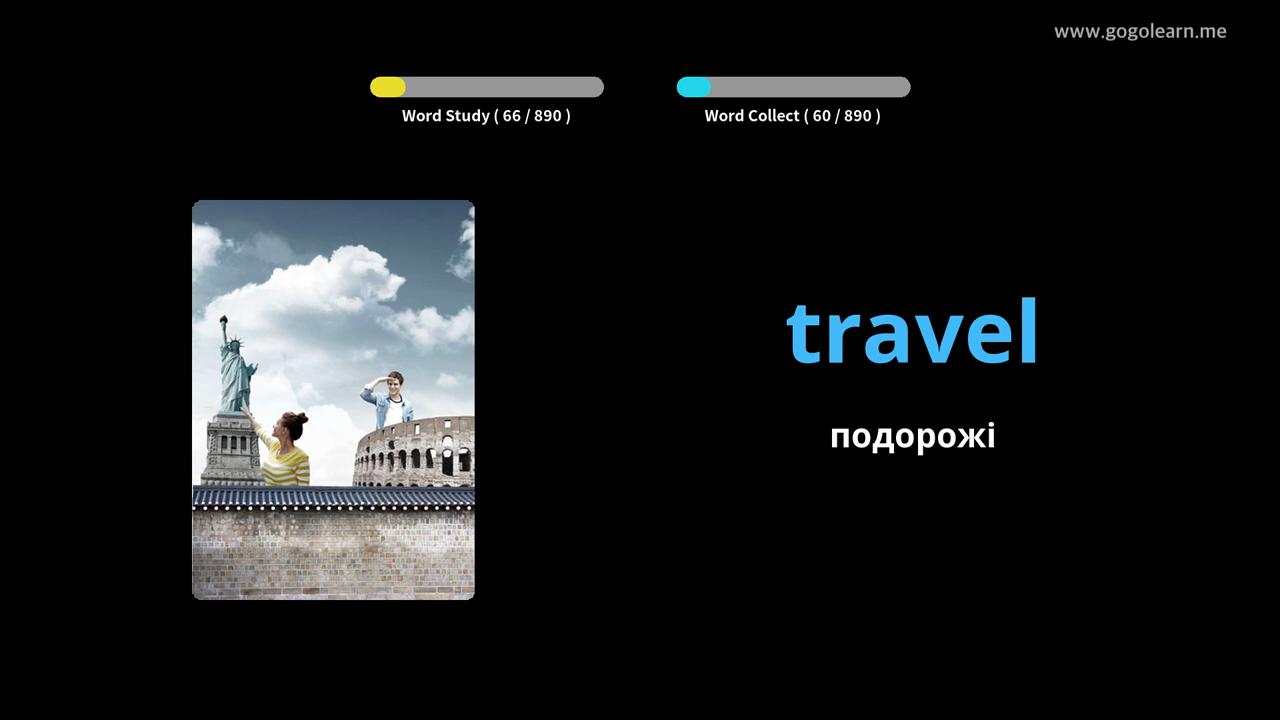 www.gogolearn.me
Word Study ( 66 / 890 )
Word Collect ( 60 / 890 )
travel
подорожі